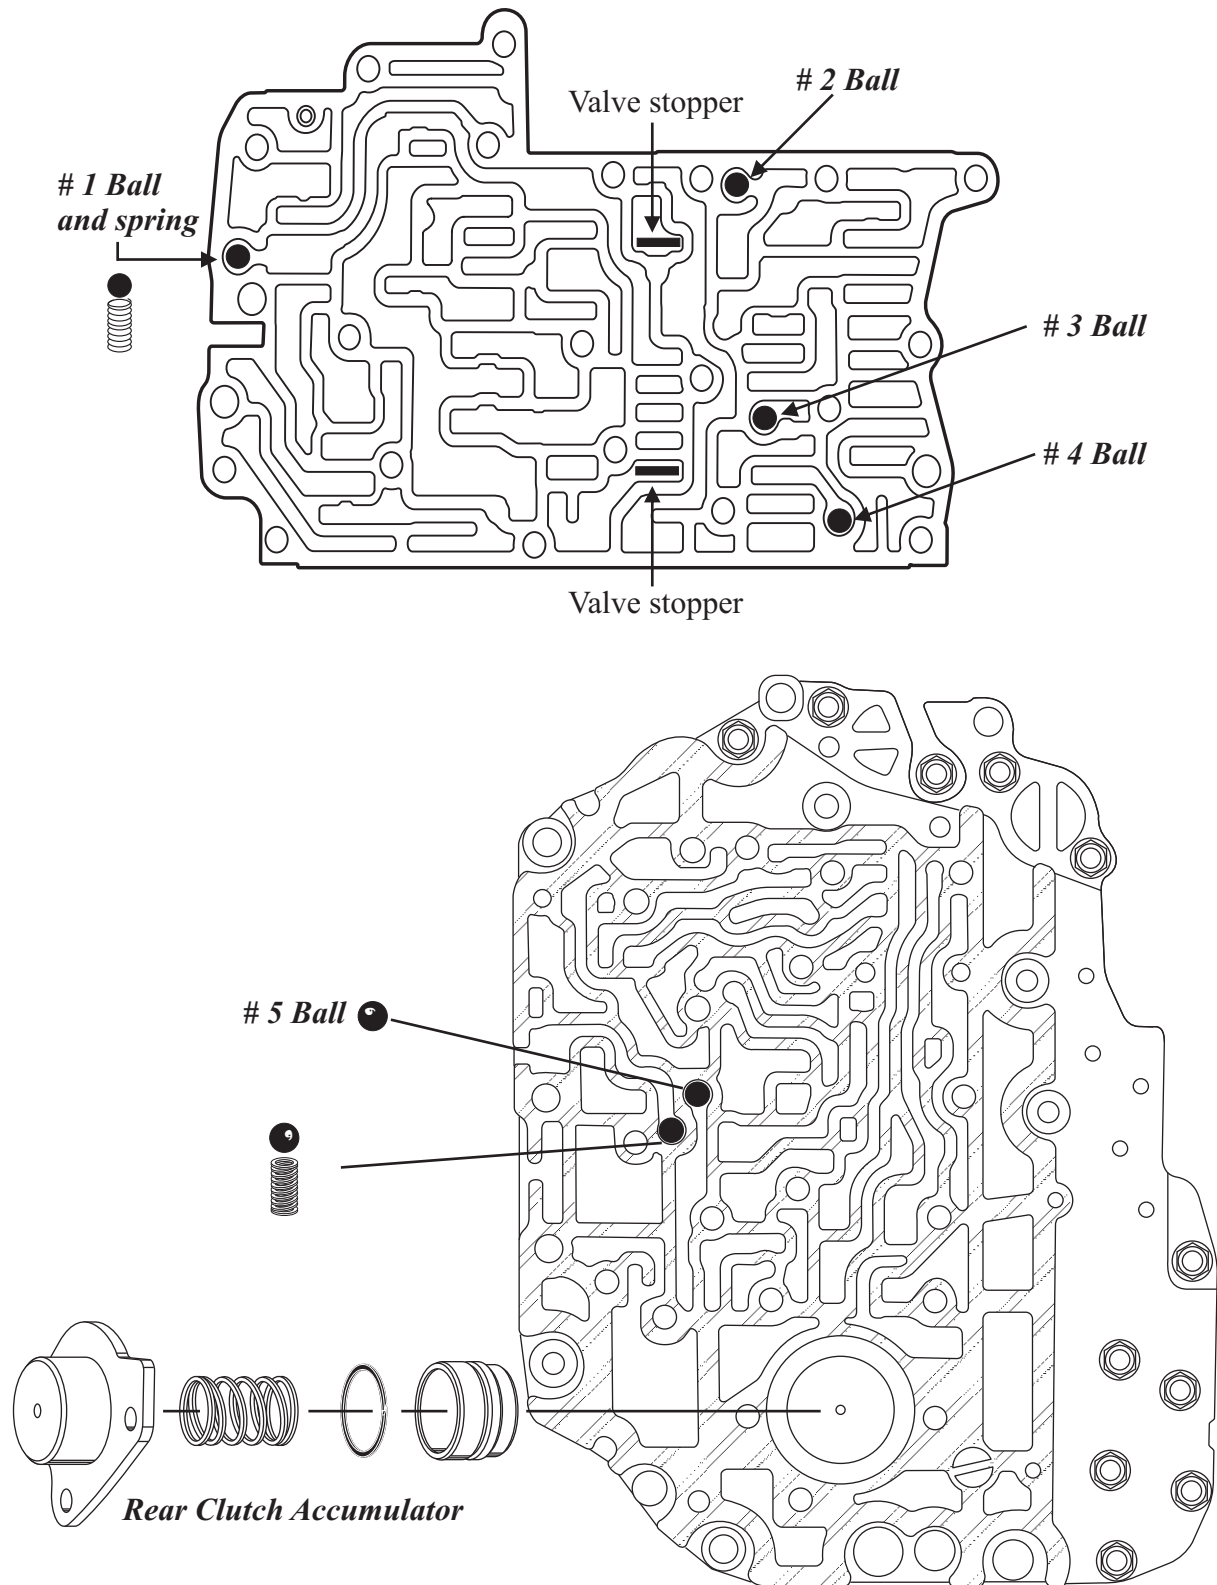 # 2 Ball
Valve stopper
# 1 Ball
and spring
# 3 Ball
# 4 Ball
Valve stopper
# 5 Ball
Rear Clutch Accumulator